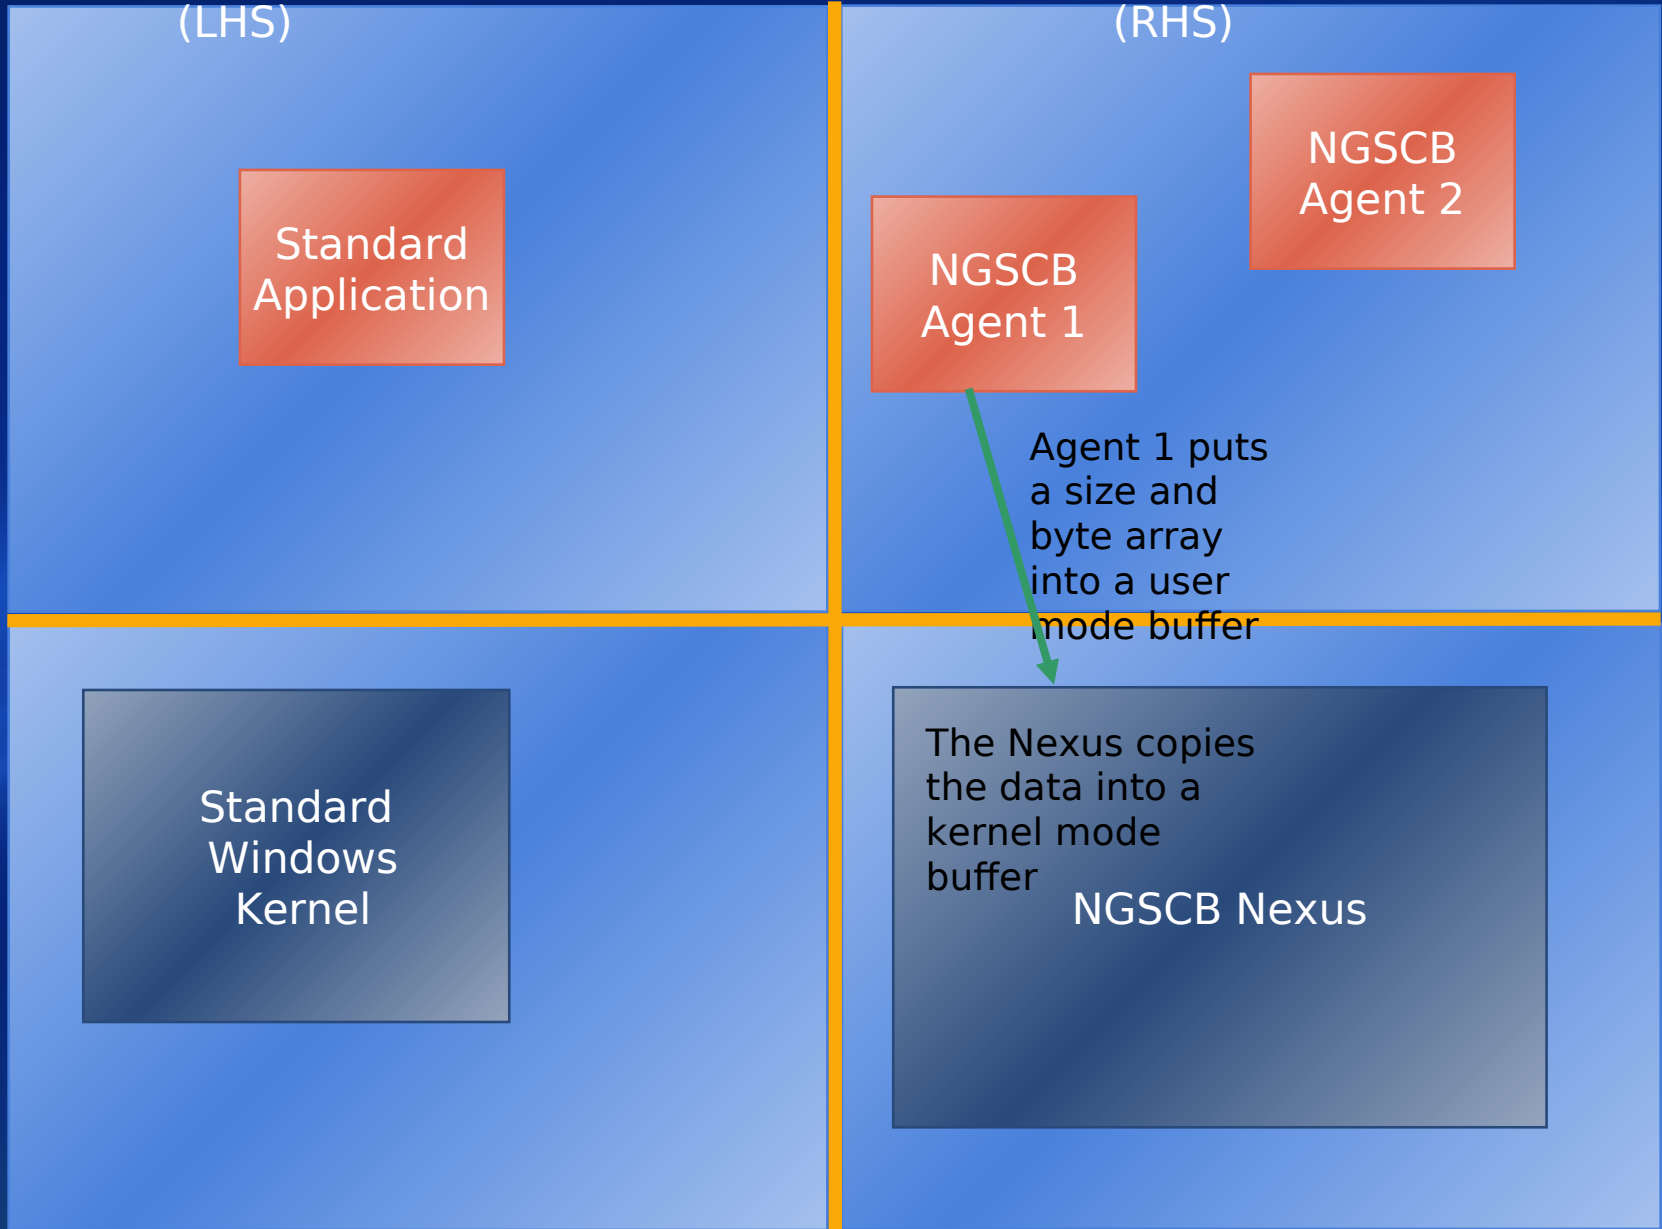 (LHS)
(RHS)
NGSCB
Agent 2
Standard
Application
NGSCB
Agent 1
Agent 1 puts
a size and
byte array
into a user
mode buffer
Standard
Windows
Kernel
The Nexus copies
the data into a
kernel mode
buffer
NGSCB Nexus